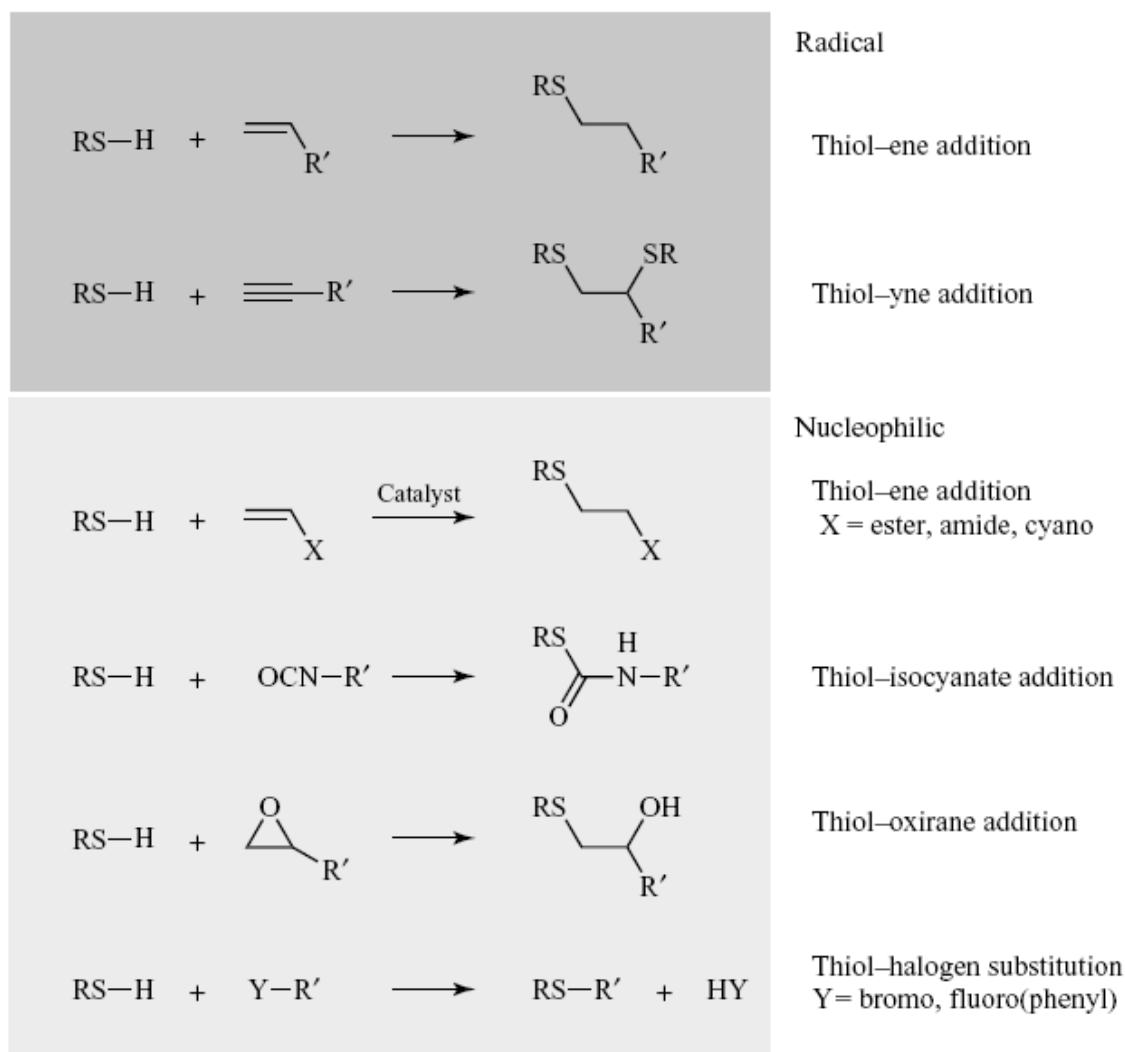 Radical
RS–H + R′ RS R′ Thiol–ene addition
RS–H + R′ RS SR R′ Thiol–yne addition
Nucleophilic
RS–H + X Catalyst RS X Thiol–ene addition
X = ester, amide, cyano
RS–H + OCN–R′ RS O H N–R′ Thiol–isocyanate addition
RS–H + O R′ RS OH R′ Thiol–oxirane addition
RS–H + Y–R′ RS–R′ + HY Thiol–halogen substitution
Y = bromo, fluoro(phenyl)